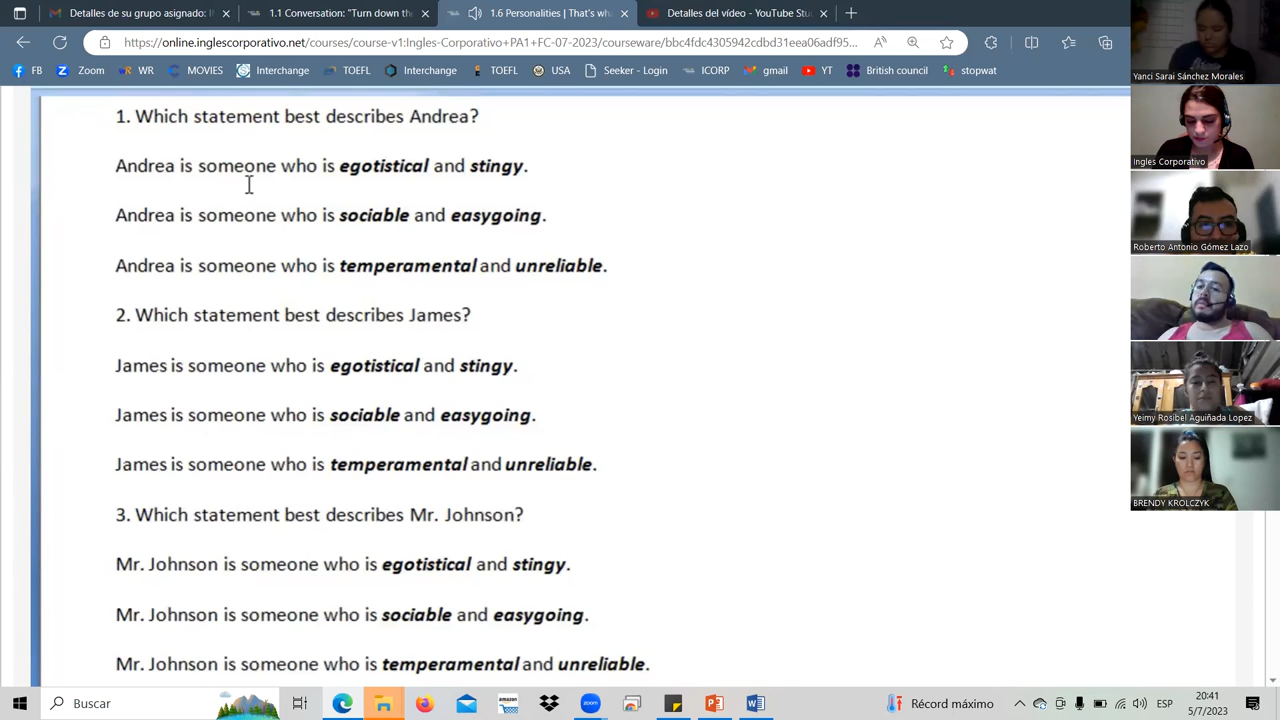 Detalles de su grupo asignado: I
1.1 Conversation: "Turn down the
1.6 Personalities | That's wha
Detalles del vídeo - YouTube Stu
https://online.inglescorporativo.net/courses/course-v1:Ingles-Corporativo+PA1+FC-07-2023/courseware/bbc4fdc4305942cdbd31eea06adf95...
FB
Zoom
WR
MOVIES
Interchange
TOEFL
Interchange
TOEFL
USA
Seeker - Login
ICORP
gmail
YT
British council
stopwat
1. Which statement best describes Andrea?
Andrea is someone who is egotistical and stingy.
Andrea is someone who is sociable and easygoing.
Andrea is someone who is temperamental and unreliable.
2. Which statement best describes James?
James is someone who is egotistical and stingy.
James is someone who is sociable and easygoing.
James is someone who is temperamental and unreliable.
3. Which statement best describes Mr. Johnson?
Mr. Johnson is someone who is egotistical and stingy.
Mr. Johnson is someone who is sociable and easygoing.
Mr. Johnson is someone who is temperamental and unreliable.
Yanci Sarai Sánchez Morales
Ingles Corporativo
Roberto Antonio Gómez Lazo
Yeimy Rosibel Aguiñada Lopez
BRENDY KROLCZYK
Buscar
amazon
Récord máximo
ESP
20:41
5/7/2023